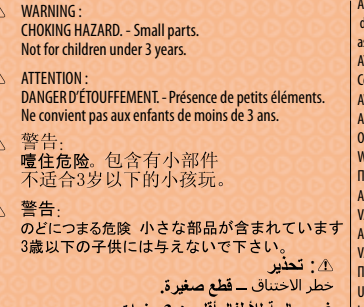 ⚠ WARNING :
CHOKING HAZARD. - Small parts.
Not for children under 3 years.
⚠ ATTENTION :
DANGER D'ÉTOUFFEMENT. - Présence de petits éléments.
Ne convient pas aux enfants de moins de 3 ans.
⚠ 警告:
噎住危险。包含有小部件
不适合3岁以下的小孩玩。
⚠ 警告:
のどにつまる危険 小さな部品が含まれています
3歳以下の子供には与えないで下さい。
⚠ : تحذير
خطر الاختناق – قطع صغيرة.